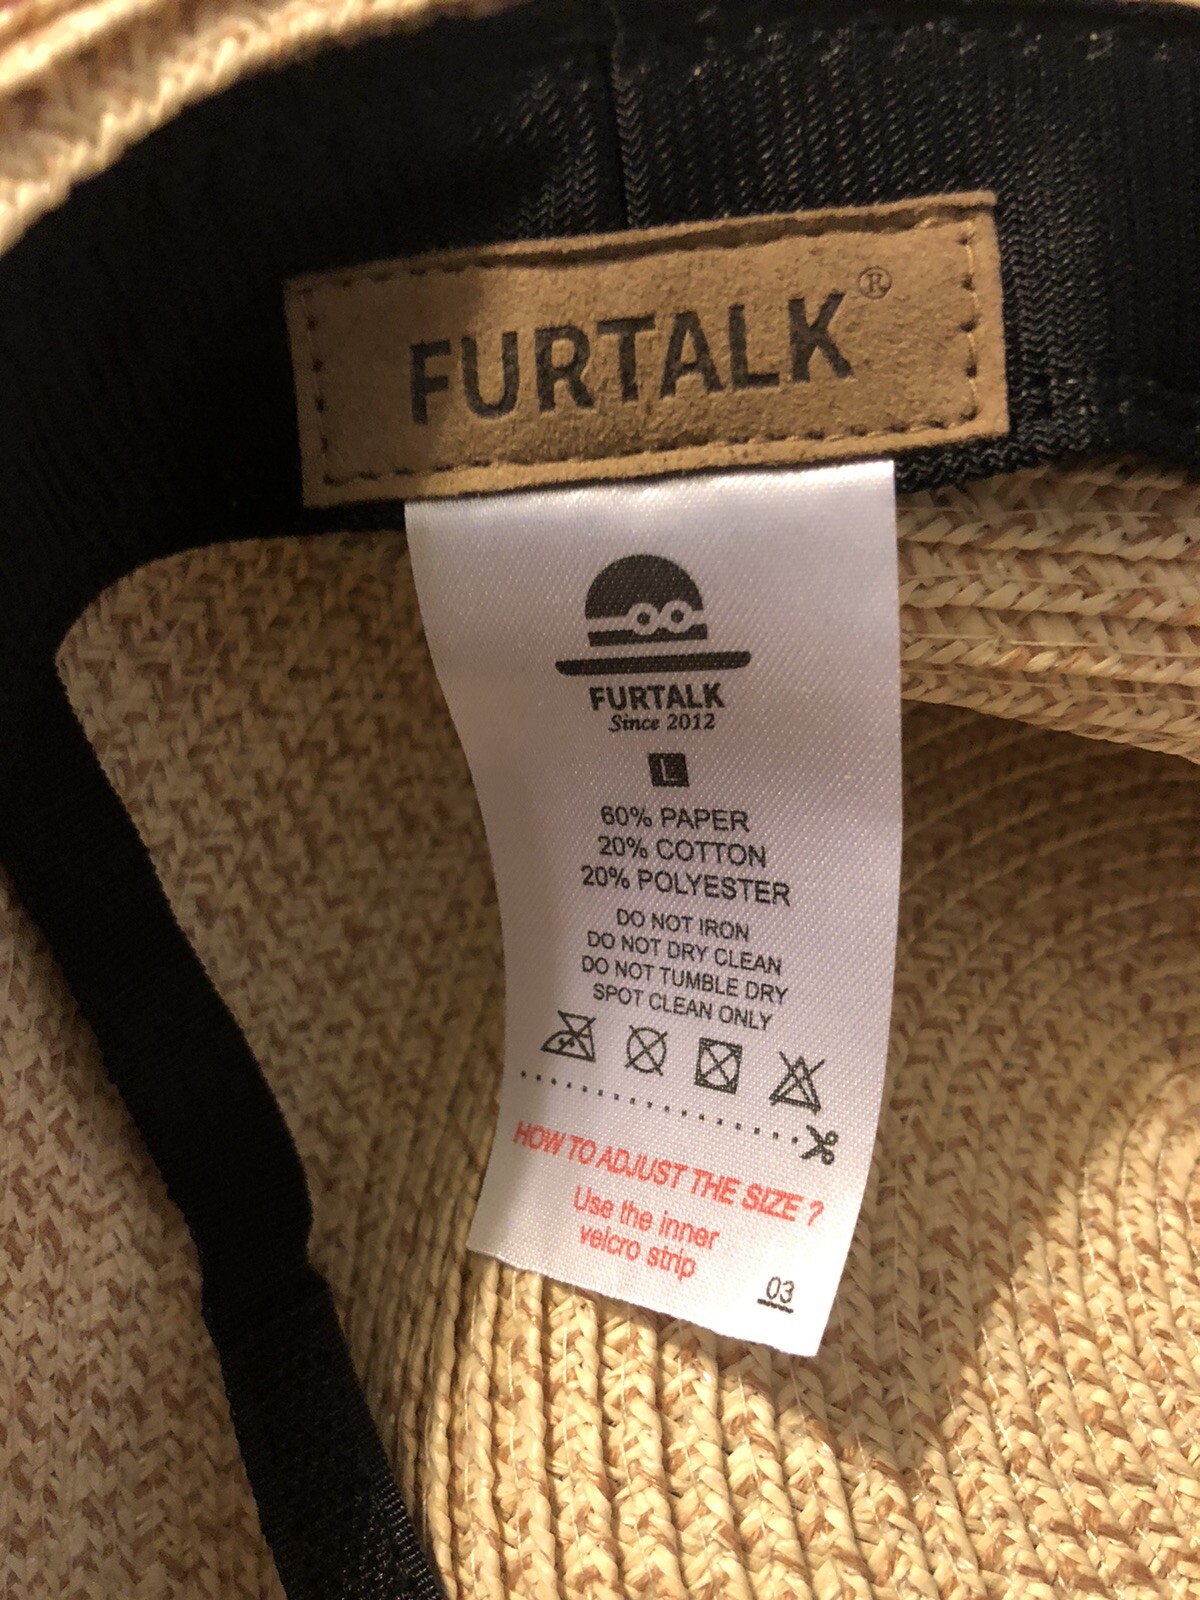 FURTALK®
FURTALK
Since 2012
L
60% PAPER
20% COTTON
20% POLYESTER
DO NOT IRON
DO NOT DRY CLEAN
DO NOT TUMBLE DRY
SPOT CLEAN ONLY
HOW TO ADJUST THE SIZE ?
Use the inner
velcro strip
03